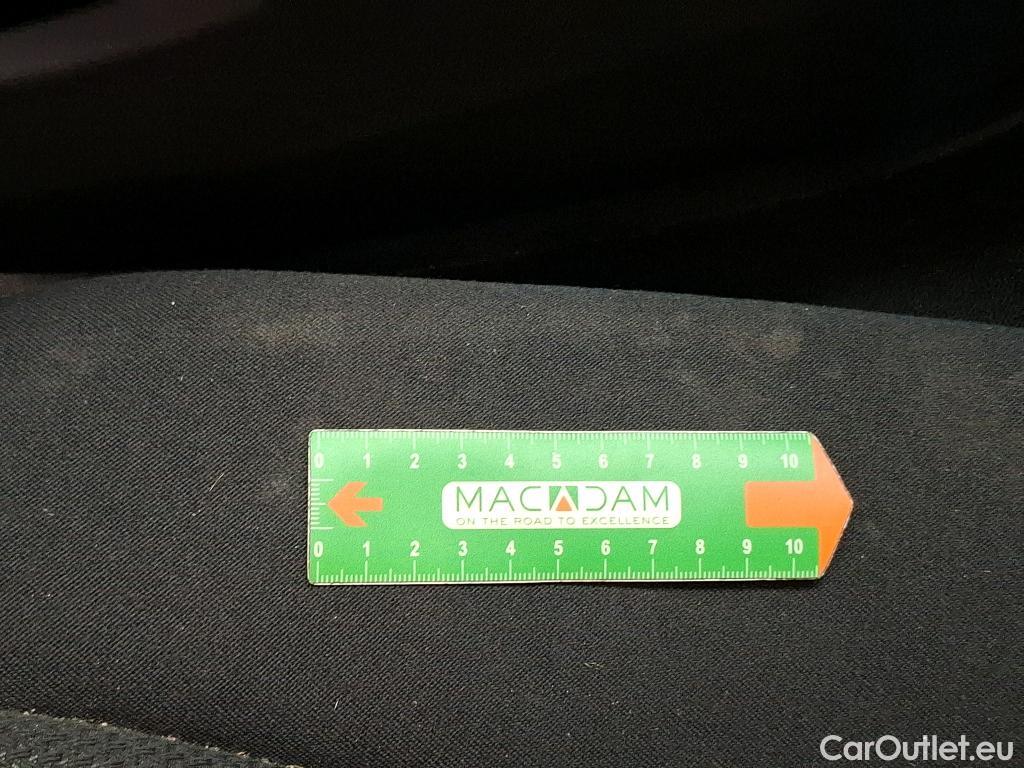 0 1 2 3 4 5 6 7 8 9 10
MACADAM
ON THE ROAD TO EXCELLENCE
0 1 2 3 4 5 6 7 8 9 10
CarOutlet.eu